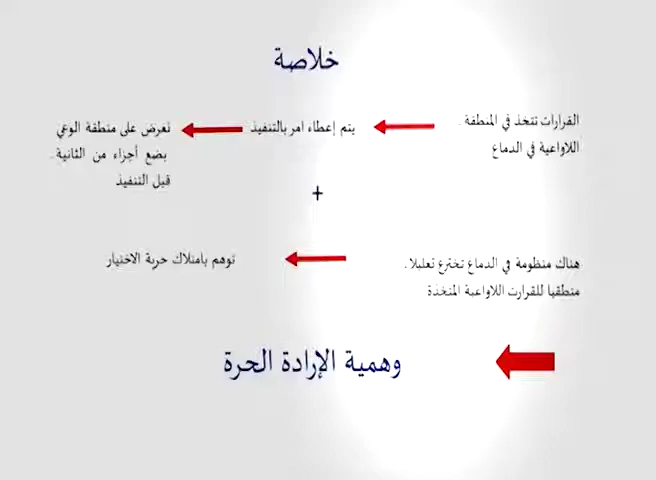 خلاصة
القرارات تتخذ في المنطقة .
اللاواعية في الدماغ
يتم إعطاء امر بالتنفيذ
تعرض على منطقة الوعي
بضع أجزاء من الثانية .
قبل التنفيذ
+
هناك منظومة في الدماغ تخترع تعليلا .
منطقيا للقرارت اللاواعية المتخذة
توهم بامتلاك حرية الاختيار
وهمية الإرادة الحرة